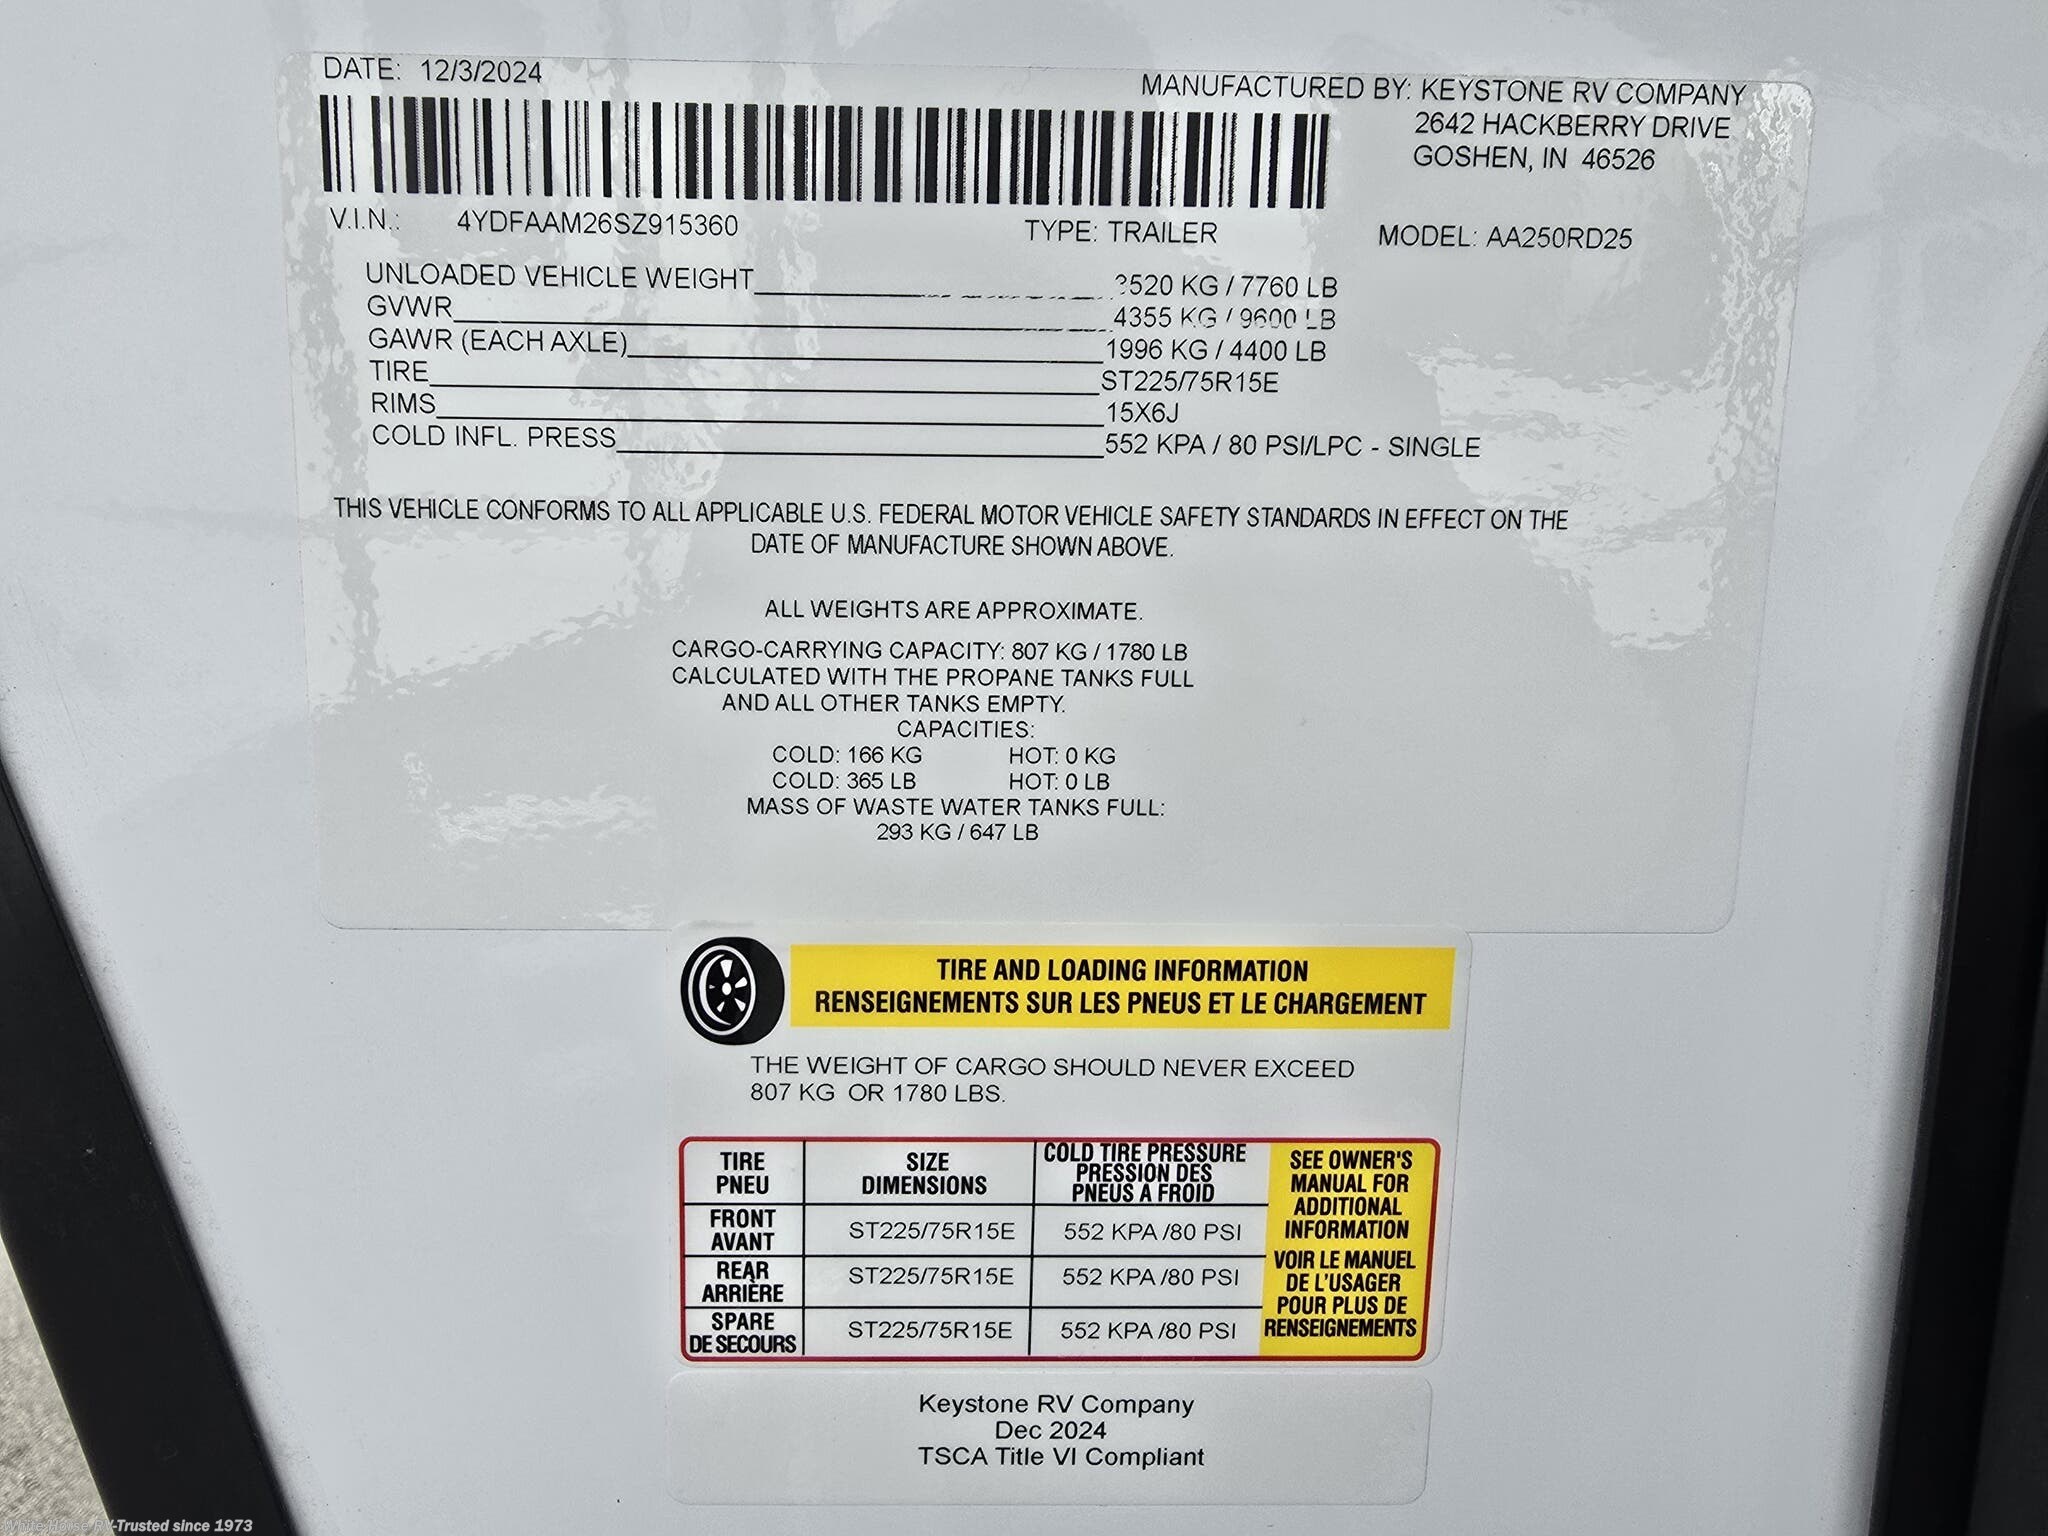 DATE: 12/3/2024
MANUFACTURED BY: KEYSTONE RV COMPANY
2642 HACKBERRY DRIVE
GOSHEN, IN 46526
V.I.N.: 4YDFAAM26SZ915360 TYPE: TRAILER MODEL: AA250RD25
UNLOADED VEHICLE WEIGHT 3520 KG / 7760 LB
GVWR 4355 KG / 9600 LB
GAWR (EACH AXLE) 1996 KG / 4400 LB
TIRE ST225/75R15E
RIMS 15X6J
COLD INFL. PRESS 552 KPA / 80 PSI/LPC - SINGLE
THIS VEHICLE CONFORMS TO ALL APPLICABLE U.S. FEDERAL MOTOR VEHICLE SAFETY STANDARDS IN EFFECT ON THE
DATE OF MANUFACTURE SHOWN ABOVE.
ALL WEIGHTS ARE APPROXIMATE.
CARGO-CARRYING CAPACITY: 807 KG / 1780 LB
CALCULATED WITH THE PROPANE TANKS FULL
AND ALL OTHER TANKS EMPTY.
CAPACITIES:
COLD: 166 KG HOT: 0 KG
COLD: 365 LB HOT: 0 LB
MASS OF WASTE WATER TANKS FULL:
293 KG / 647 LB
TIRE AND LOADING INFORMATION
RENSEIGNEMENTS SUR LES PNEUS ET LE CHARGEMENT
THE WEIGHT OF CARGO SHOULD NEVER EXCEED
807 KG OR 1780 LBS.
TIRE
PNEU
SIZE
DIMENSIONS
COLD TIRE PRESSURE
PRESSION DES
PNEUS A FROID
FRONT
AVANT
ST225/75R15E 552 KPA /80 PSI
REAR
ARRIÈRE
ST225/75R15E 552 KPA /80 PSI
SPARE
DE SECOURS
ST225/75R15E 552 KPA /80 PSI
SEE OWNER'S
MANUAL FOR
ADDITIONAL
INFORMATION
VOIR LE MANUEL
DE L'USAGER
POUR PLUS DE
RENSEIGNEMENTS
Keystone RV Company
Dec 2024
TSCA Title VI Compliant
White Horse RV-Trusted since 1973